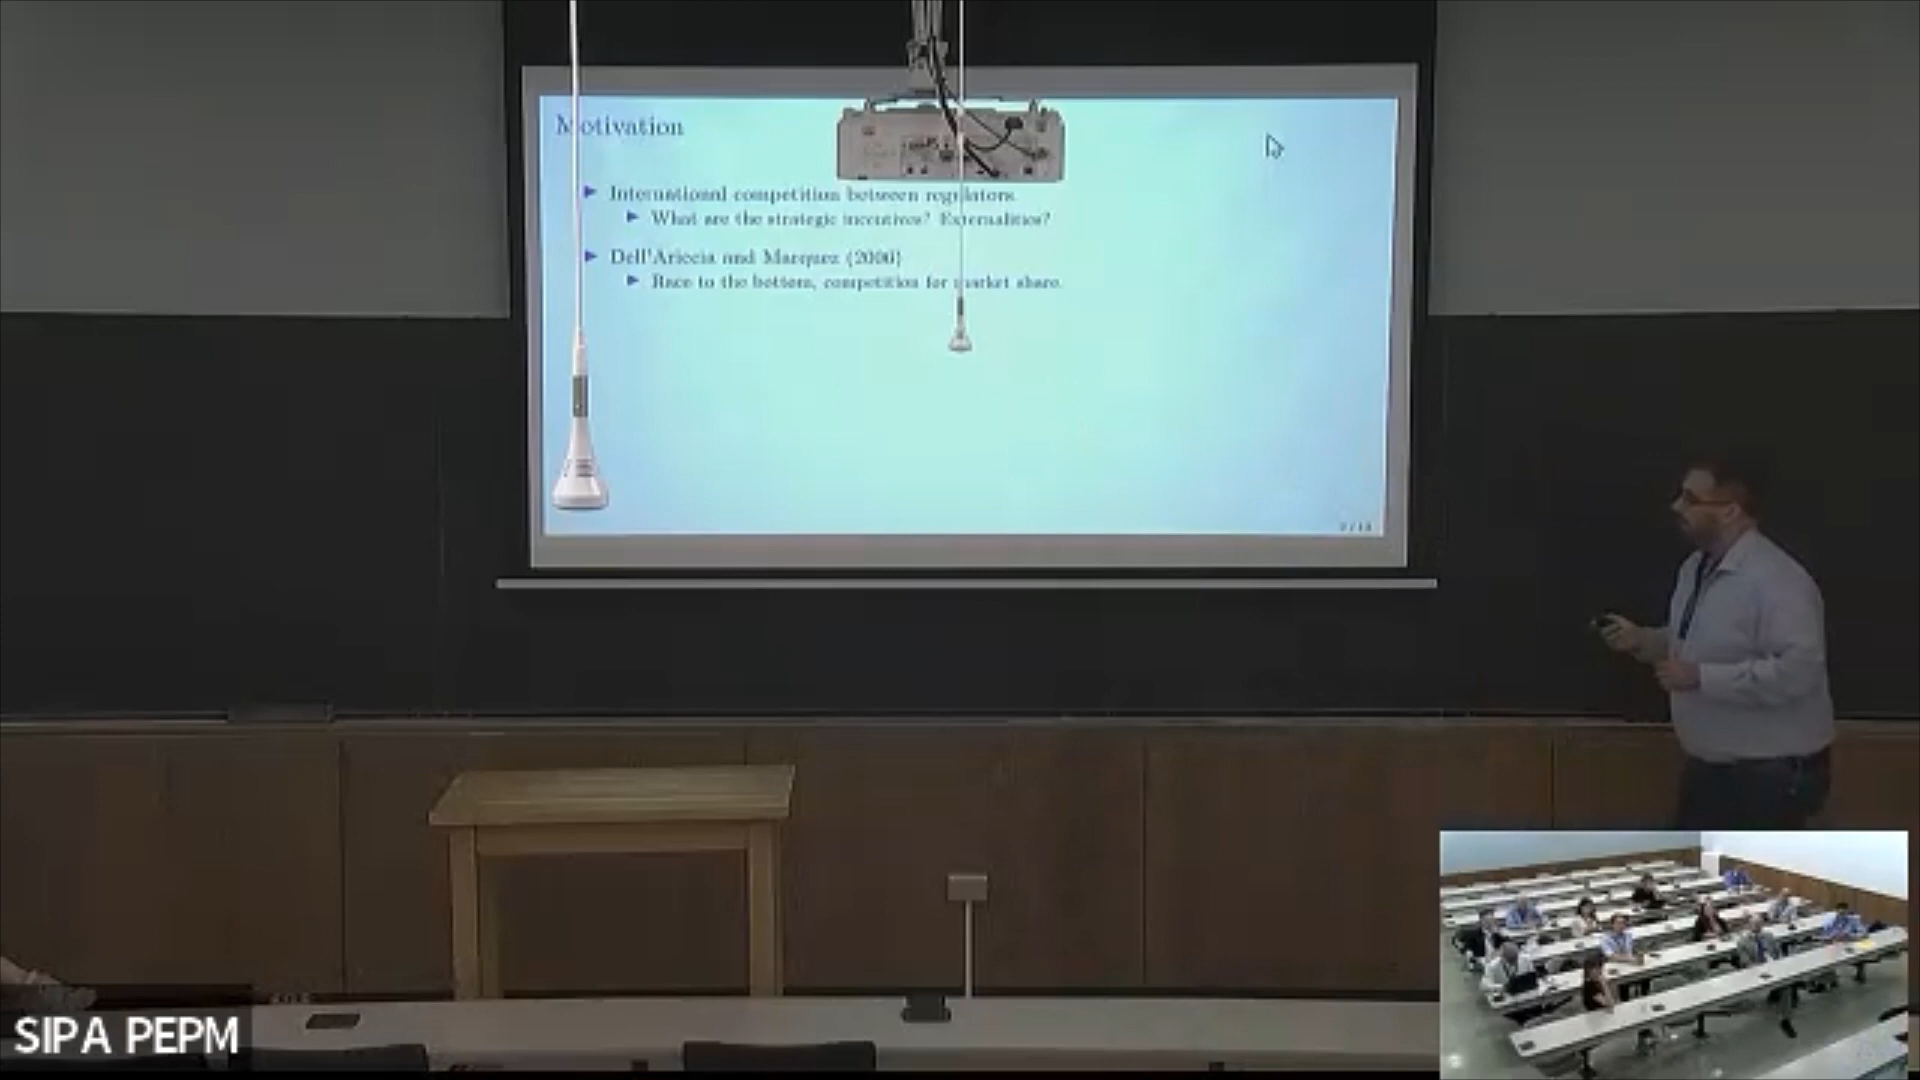 Motivation
International competition between regulators
What are the strategic incentives? Externalities?
Dell'Ariccia and Marquez (2006)
Race to the bottom, competition for market share.
SIPA PEPM